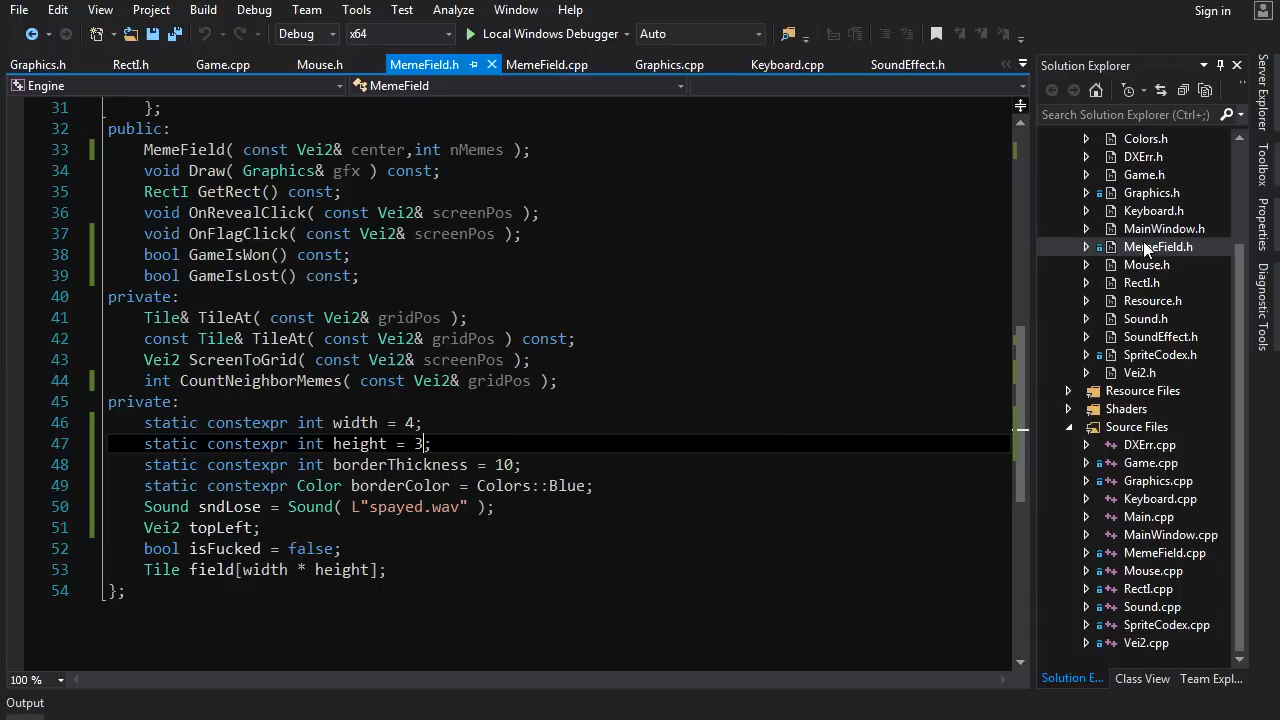 File Edit View Project Build Debug Team Tools Test Analyze Window Help Sign in
Debug x64 Local Windows Debugger Auto
Graphics.h RectI.h Game.cpp Mouse.h MemeField.h MemeField.cpp Graphics.cpp Keyboard.cpp SoundEffect.h
Engine MemeField
31 };
32 public:
33 MemeField( const Vei2& center,int nMemes );
34 void Draw( Graphics& gfx ) const;
35 RectI GetRect() const;
36 void OnRevealClick( const Vei2& screenPos );
37 void OnFlagClick( const Vei2& screenPos );
38 bool GameIsWon() const;
39 bool GameIsLost() const;
40 private:
41 Tile& TileAt( const Vei2& gridPos );
42 const Tile& TileAt( const Vei2& gridPos ) const;
43 Vei2 ScreenToGrid( const Vei2& screenPos );
44 int CountNeighborMemes( const Vei2& gridPos );
45 private:
46 static constexpr int width = 4;
47 static constexpr int height = 3;
48 static constexpr int borderThickness = 10;
49 static constexpr Color borderColor = Colors::Blue;
50 Sound sndLose = Sound( L"spayed.wav" );
51 Vei2 topLeft;
52 bool isFucked = false;
53 Tile field[width * height];
54 };
100 %
Output
Solution Explorer
Search Solution Explorer (Ctrl+;)
Colors.h
DXErr.h
Game.h
Graphics.h
Keyboard.h
MainWindow.h
MemeField.h
Mouse.h
RectI.h
Resource.h
Sound.h
SoundEffect.h
SpriteCodex.h
Vei2.h
Resource Files
Shaders
Source Files
DXErr.cpp
Game.cpp
Graphics.cpp
Keyboard.cpp
Main.cpp
MainWindow.cpp
MemeField.cpp
Mouse.cpp
RectI.cpp
Sound.cpp
SpriteCodex.cpp
Vei2.cpp
Solution E... Class View Team Expl...
Server Explorer
Toolbox
Properties
Diagnostic Tools